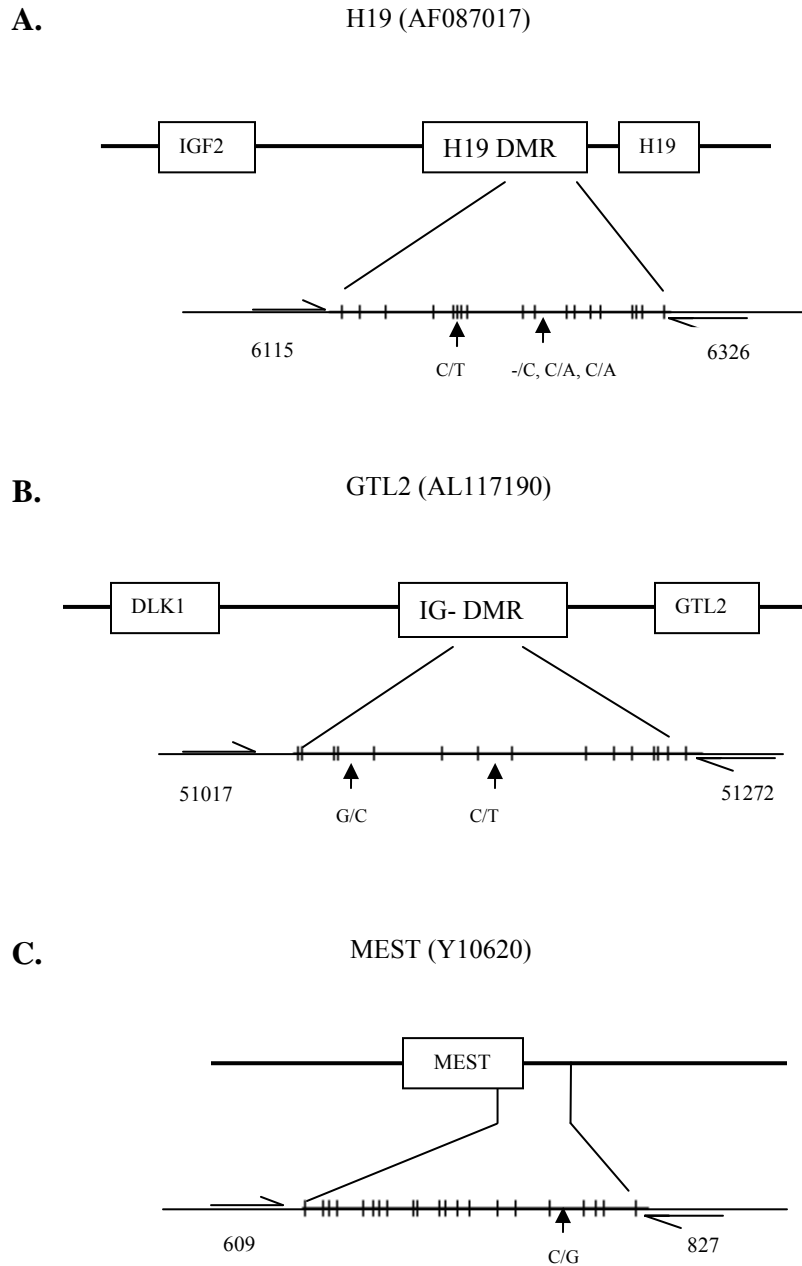 A.
H19 (AF087017)
IGF2
H19 DMR
H19
6115
6326
C/T
-/C, C/A, C/A
B.
GTL2 (AL117190)
DLK1
IG- DMR
GTL2
51017
51272
G/C
C/T
C.
MEST (Y10620)
MEST
609
827
C/G